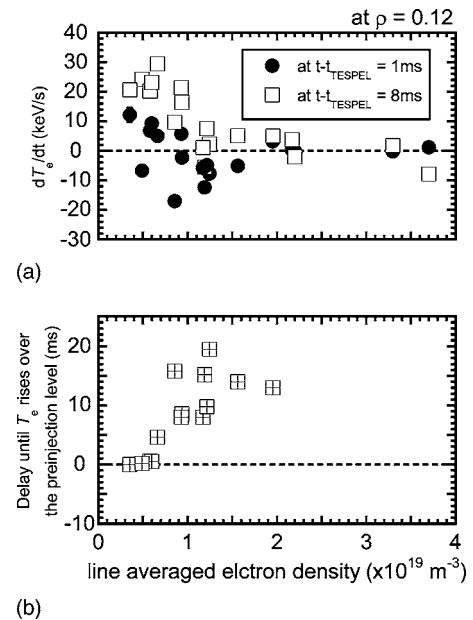 at ρ = 0.12
(a)
40
30
20
10
0
-10
-20
-30
dTe/dt (keV/s)
at t-tTESPEL = 1ms
at t-tTESPEL = 8ms
(b)
20
10
0
-10
Delay until Te rises over
the preinjection level (ms)
0 1 2 3 4
line averaged elctron density (x10^19 m^-3)